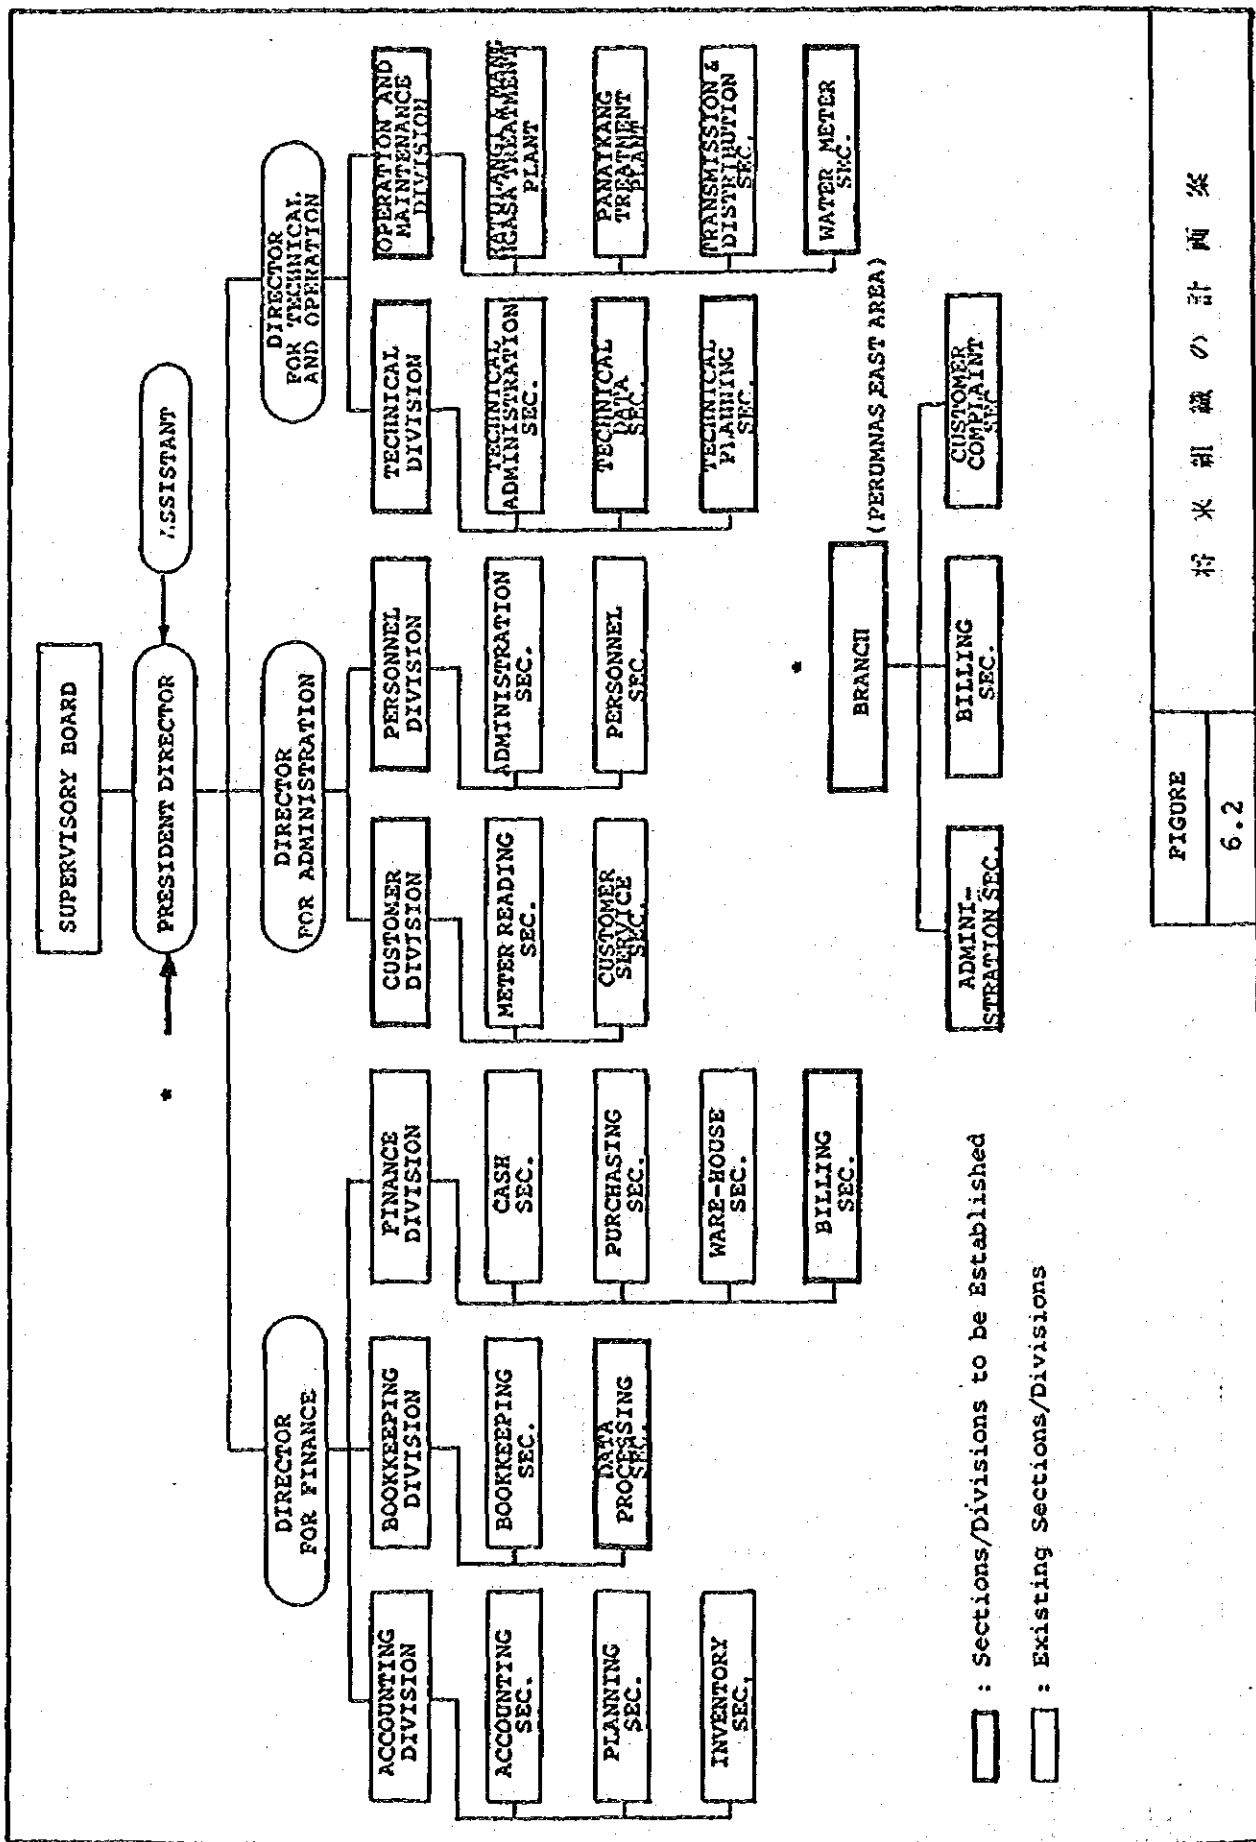 SUPERVISORY BOARD
*
PRESIDENT DIRECTOR
ASSISTANT
DIRECTOR
FOR FINANCE
DIRECTOR
FOR ADMINISTRATION
DIRECTOR
FOR TECHNICAL
AND OPERATION
ACCOUNTING
DIVISION
BOOKKEEPING
DIVISION
FINANCE
DIVISION
CUSTOMER
DIVISION
PERSONNEL
DIVISION
TECHNICAL
DIVISION
OPERATION AND
MAINTENANCE
DIVISION
ACCOUNTING
SEC.
PLANNING
SEC.
INVENTORY
SEC.
BOOKKEEPING
SEC.
DATA
PROCESSING
SEC.
CASH
SEC.
PURCHASING
SEC.
WARE-HOUSE
SEC.
BILLING
SEC.
METER READING
SEC.
CUSTOMER
SERVICE
SEC.
ADMINISTRATION
SEC.
PERSONNEL
SEC.
TECHNICAL
ADMINISTRATION
SEC.
TECHNICAL
DATA
SEC.
TECHNICAL
PLANNING
SEC.
TREATMENT
PLANT
PANAIKANG
TREATMENT
PLANT
TRANSMISSION &
DISTRIBUTION
SEC.
WATER METER
SEC.
*
BRANCH
(PERUMNAS EAST AREA)
ADMINI-
STRATION SEC.
BILLING
SEC.
CUSTOMER
COMPLAINT
SEC
: Sections/Divisions to be Established
: Existing Sections/Divisions
FIGURE
6.2
将来組織の計画案